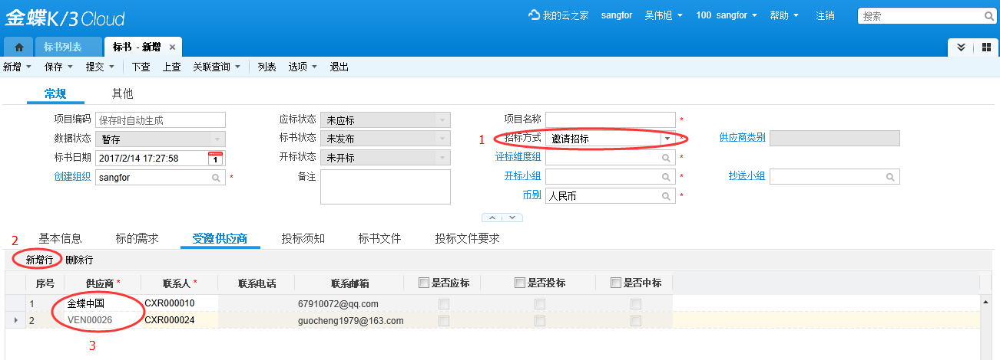 金蝶K/3 Cloud
我的云之家 sangfor 吴伟旭 100 sangfor 帮助 注销 搜索
标书列表 标书 - 新增 ×
新增 保存 提交 下查 上查 关联查询 列表 选项 退出
常规 其他
项目编码 保存时自动生成 应标状态 未应标 项目名称 *
数据状态 暂存 标书状态 未发布 1 招标方式 邀请招标 * 供应商类别
标书日期 2017/2/14 17:27:58 1 开标状态 未开标 评标维度组 *
创建组织 sangfor * 备注 开标小组 * 抄送小组
币别 人民币 *
2 基本信息 标的需求 受邀供应商 投标须知 标书文件 投标文件要求
新增行 删除行
序号 供应商 * 联系人 * 联系电话 联系邮箱 是否应标 是否投标 是否中标
1 金蝶中国 CXR000010 67910072@qq.com
2 VEN00026 CXR000024 guocheng1979@163.com
3